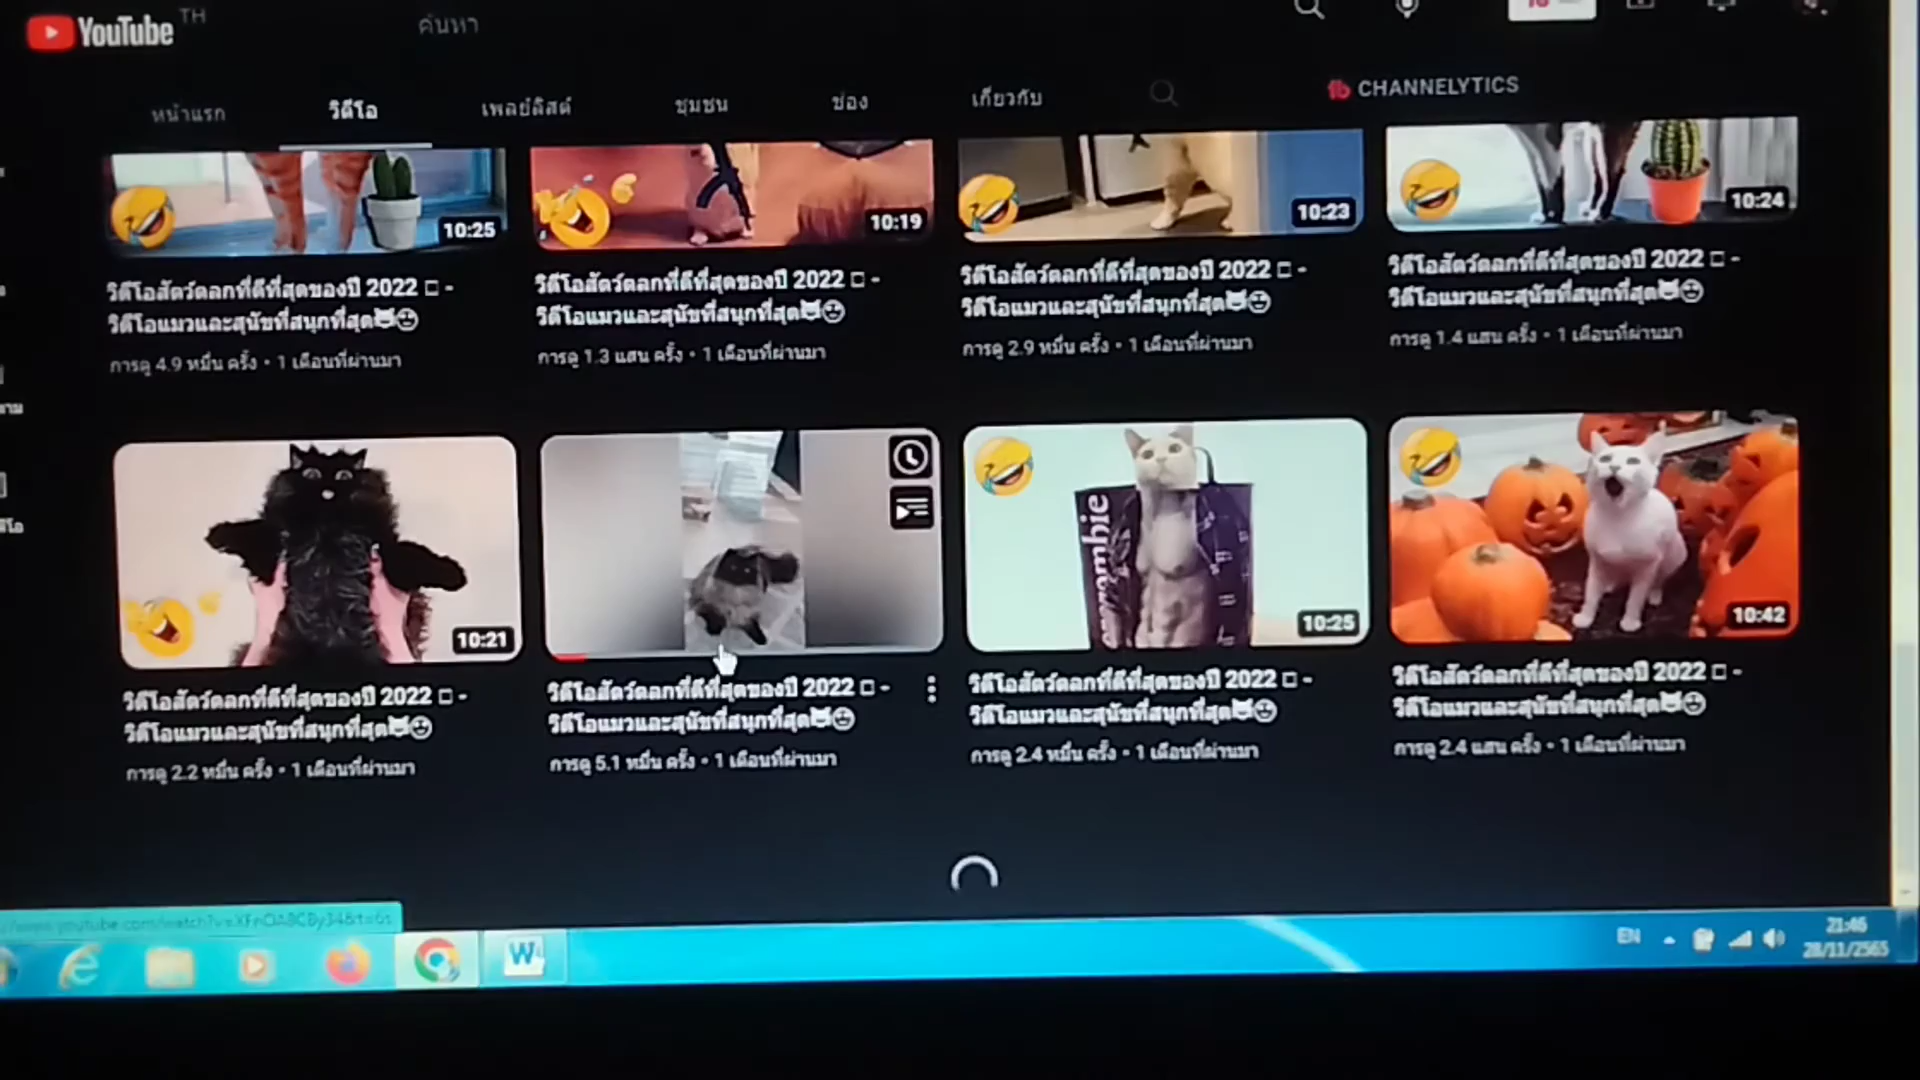 YouTube TH
ค้นหา
หน้าแรก
วิดีโอ
เพลย์ลิสต์
ชุมชน
ช่อง
เกี่ยวกับ
CHANNELYTICS
10:25
10:19
10:23
10:24
วิดีโอสัตว์ตลกที่ดีที่สุดของปี 2022 -
วิดีโอแมวและสุนัขที่สนุกที่สุด😺😍
การดู 4.9 หมื่น ครั้ง • 1 เดือนที่ผ่านมา
วิดีโอสัตว์ตลกที่ดีที่สุดของปี 2022 -
วิดีโอแมวและสุนัขที่สนุกที่สุด😺😍
การดู 1.3 แสน ครั้ง • 1 เดือนที่ผ่านมา
วิดีโอสัตว์ตลกที่ดีที่สุดของปี 2022 -
วิดีโอแมวและสุนัขที่สนุกที่สุด😺😍
การดู 2.9 หมื่น ครั้ง • 1 เดือนที่ผ่านมา
วิดีโอสัตว์ตลกที่ดีที่สุดของปี 2022 -
วิดีโอแมวและสุนัขที่สนุกที่สุด😺😍
การดู 1.4 แสน ครั้ง • 1 เดือนที่ผ่านมา
10:21
10:25
10:42
วิดีโอสัตว์ตลกที่ดีที่สุดของปี 2022 -
วิดีโอแมวและสุนัขที่สนุกที่สุด😺😍
การดู 2.2 หมื่น ครั้ง • 1 เดือนที่ผ่านมา
วิดีโอสัตว์ตลกที่ดีที่สุดของปี 2022 -
วิดีโอแมวและสุนัขที่สนุกที่สุด😺😍
การดู 5.1 หมื่น ครั้ง • 1 เดือนที่ผ่านมา
วิดีโอสัตว์ตลกที่ดีที่สุดของปี 2022 -
วิดีโอแมวและสุนัขที่สนุกที่สุด😺😍
การดู 2.4 หมื่น ครั้ง • 1 เดือนที่ผ่านมา
วิดีโอสัตว์ตลกที่ดีที่สุดของปี 2022 -
วิดีโอแมวและสุนัขที่สนุกที่สุด😺😍
การดู 2.4 แสน ครั้ง • 1 เดือนที่ผ่านมา
W
EN
21:46
28/11/2565